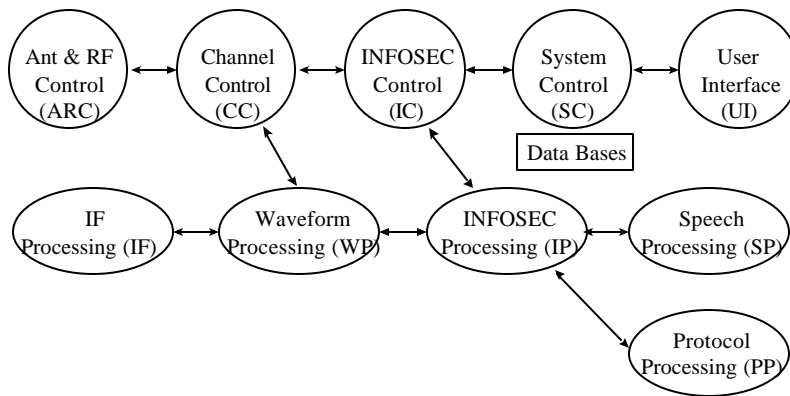 Ant & RF
Control
(ARC)
Channel
Control
(CC)
INFOSEC
Control
(IC)
System
Control
(SC)
User
Interface
(UI)
Data Bases
IF
Processing (IF)
Waveform
Processing (WP)
INFOSEC
Processing (IP)
Speech
Processing (SP)
Protocol
Processing (PP)